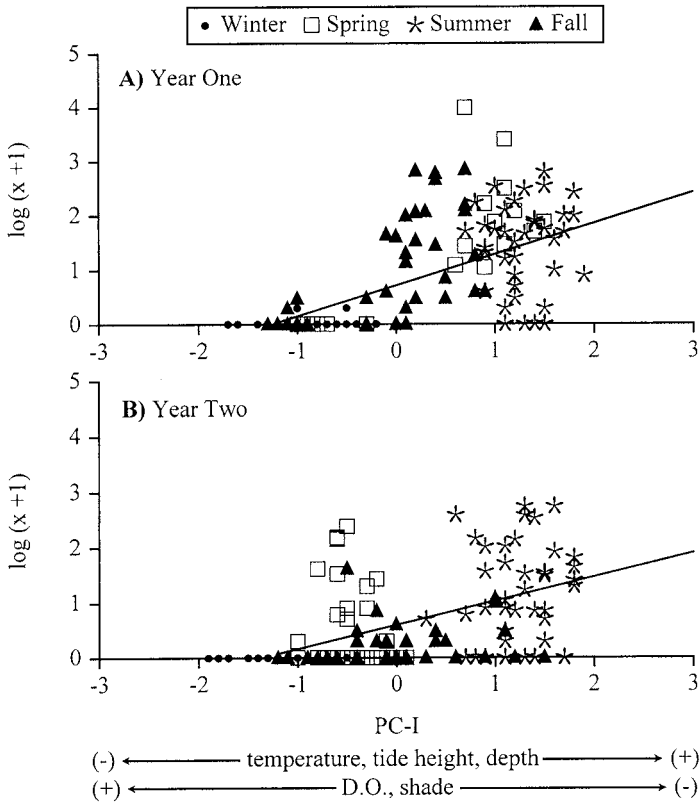 Winter Spring Summer Fall
A) Year One
log (x +1)
5
4
3
2
1
0
-3 -2 -1 0 1 2 3
B) Year Two
log (x +1)
5
4
3
2
1
0
-3 -2 -1 0 1 2 3
PC-I
(-) temperature, tide height, depth (+)
(+) D.O., shade (-)